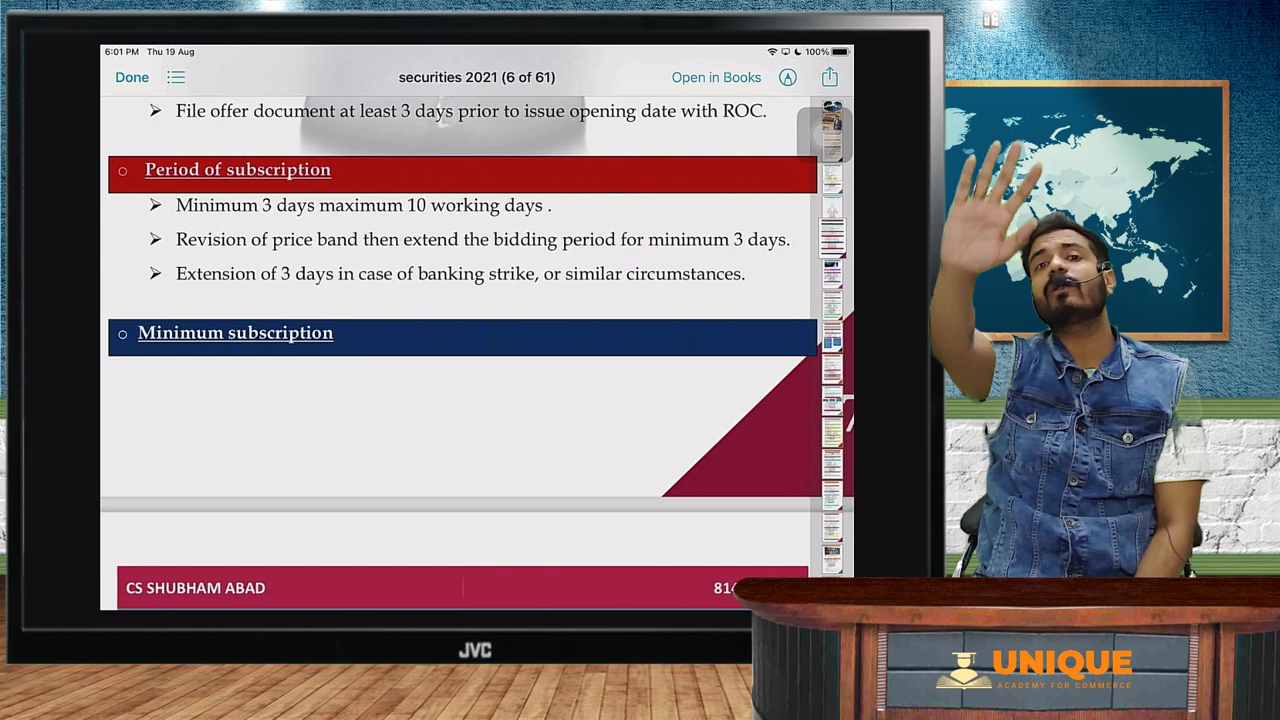 6:01 PM Thu 19 Aug
100%
Done
securities 2021 (6 of 61)
Open in Books
➢ File offer document at least 3 days prior to issue opening date with ROC.
○ Period of subscription
➢ Minimum 3 days maximum 10 working days .
➢ Revision of price band then extend the bidding period for minimum 3 days.
➢ Extension of 3 days in case of banking strike, or similar circumstances.
○ Minimum subscription
CS SHUBHAM ABAD
814
JVC
UNIQUE
ACADEMY FOR COMMERCE